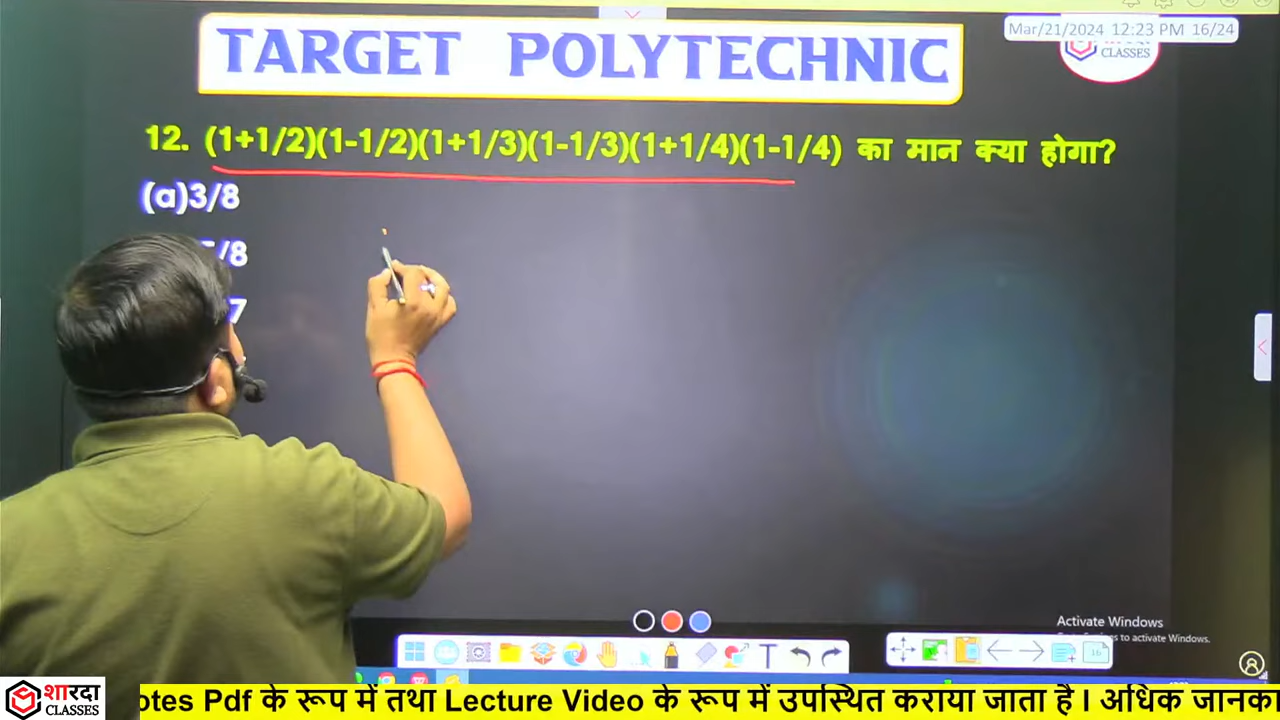 Mar/21/2024 12:23 PM 16/24
TARGET POLYTECHNIC
CLASSES
12. (1+1/2)(1-1/2)(1+1/3)(1-1/3)(1+1/4)(1-1/4) का मान क्या होगा?
(a)3/8
/8
7
Activate Windows
to activate Windows.
16
शारदा
CLASSES
otes Pdf के रूप में तथा Lecture Video के रूप में उपस्थित कराया जाता है । अधिक जानक